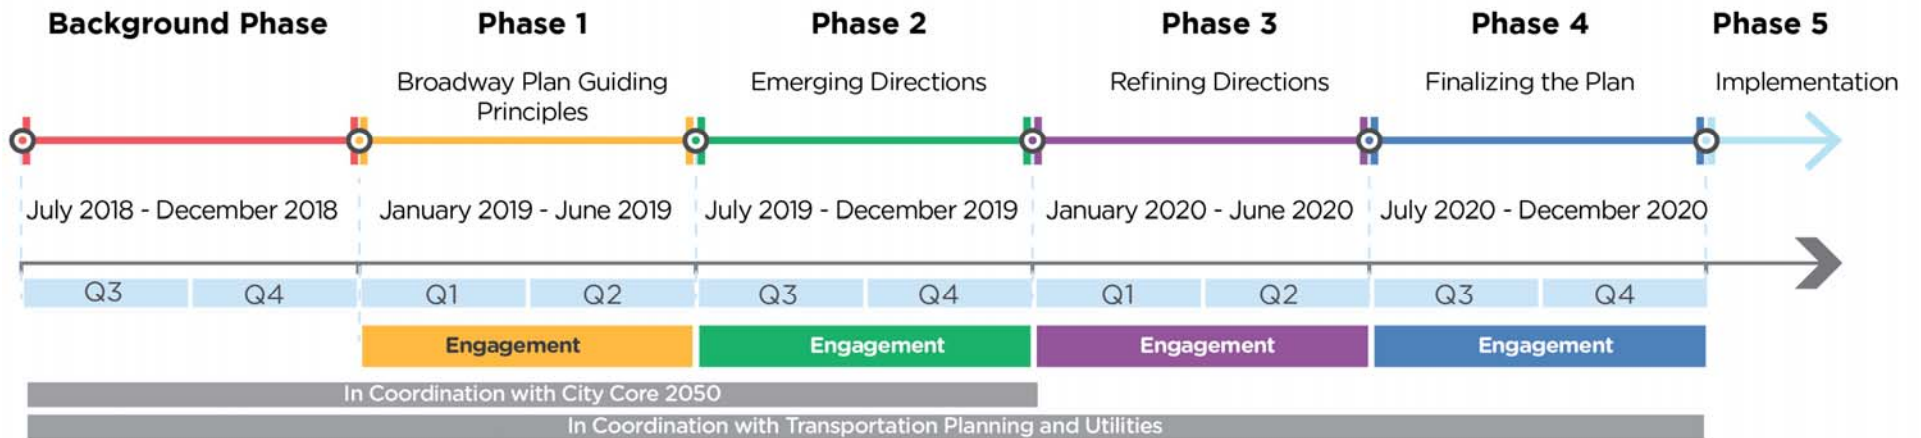 Background Phase
Phase 1
Phase 2
Phase 3
Phase 4
Phase 5
Broadway Plan Guiding
Principles
Emerging Directions
Refining Directions
Finalizing the Plan
Implementation
July 2018 - December 2018
January 2019 - June 2019
July 2019 - December 2019
January 2020 - June 2020
July 2020 - December 2020
Q3
Q4
Q1
Q2
Q3
Q4
Q1
Q2
Q3
Q4
Engagement
Engagement
Engagement
Engagement
In Coordination with City Core 2050
In Coordination with Transportation Planning and Utilities